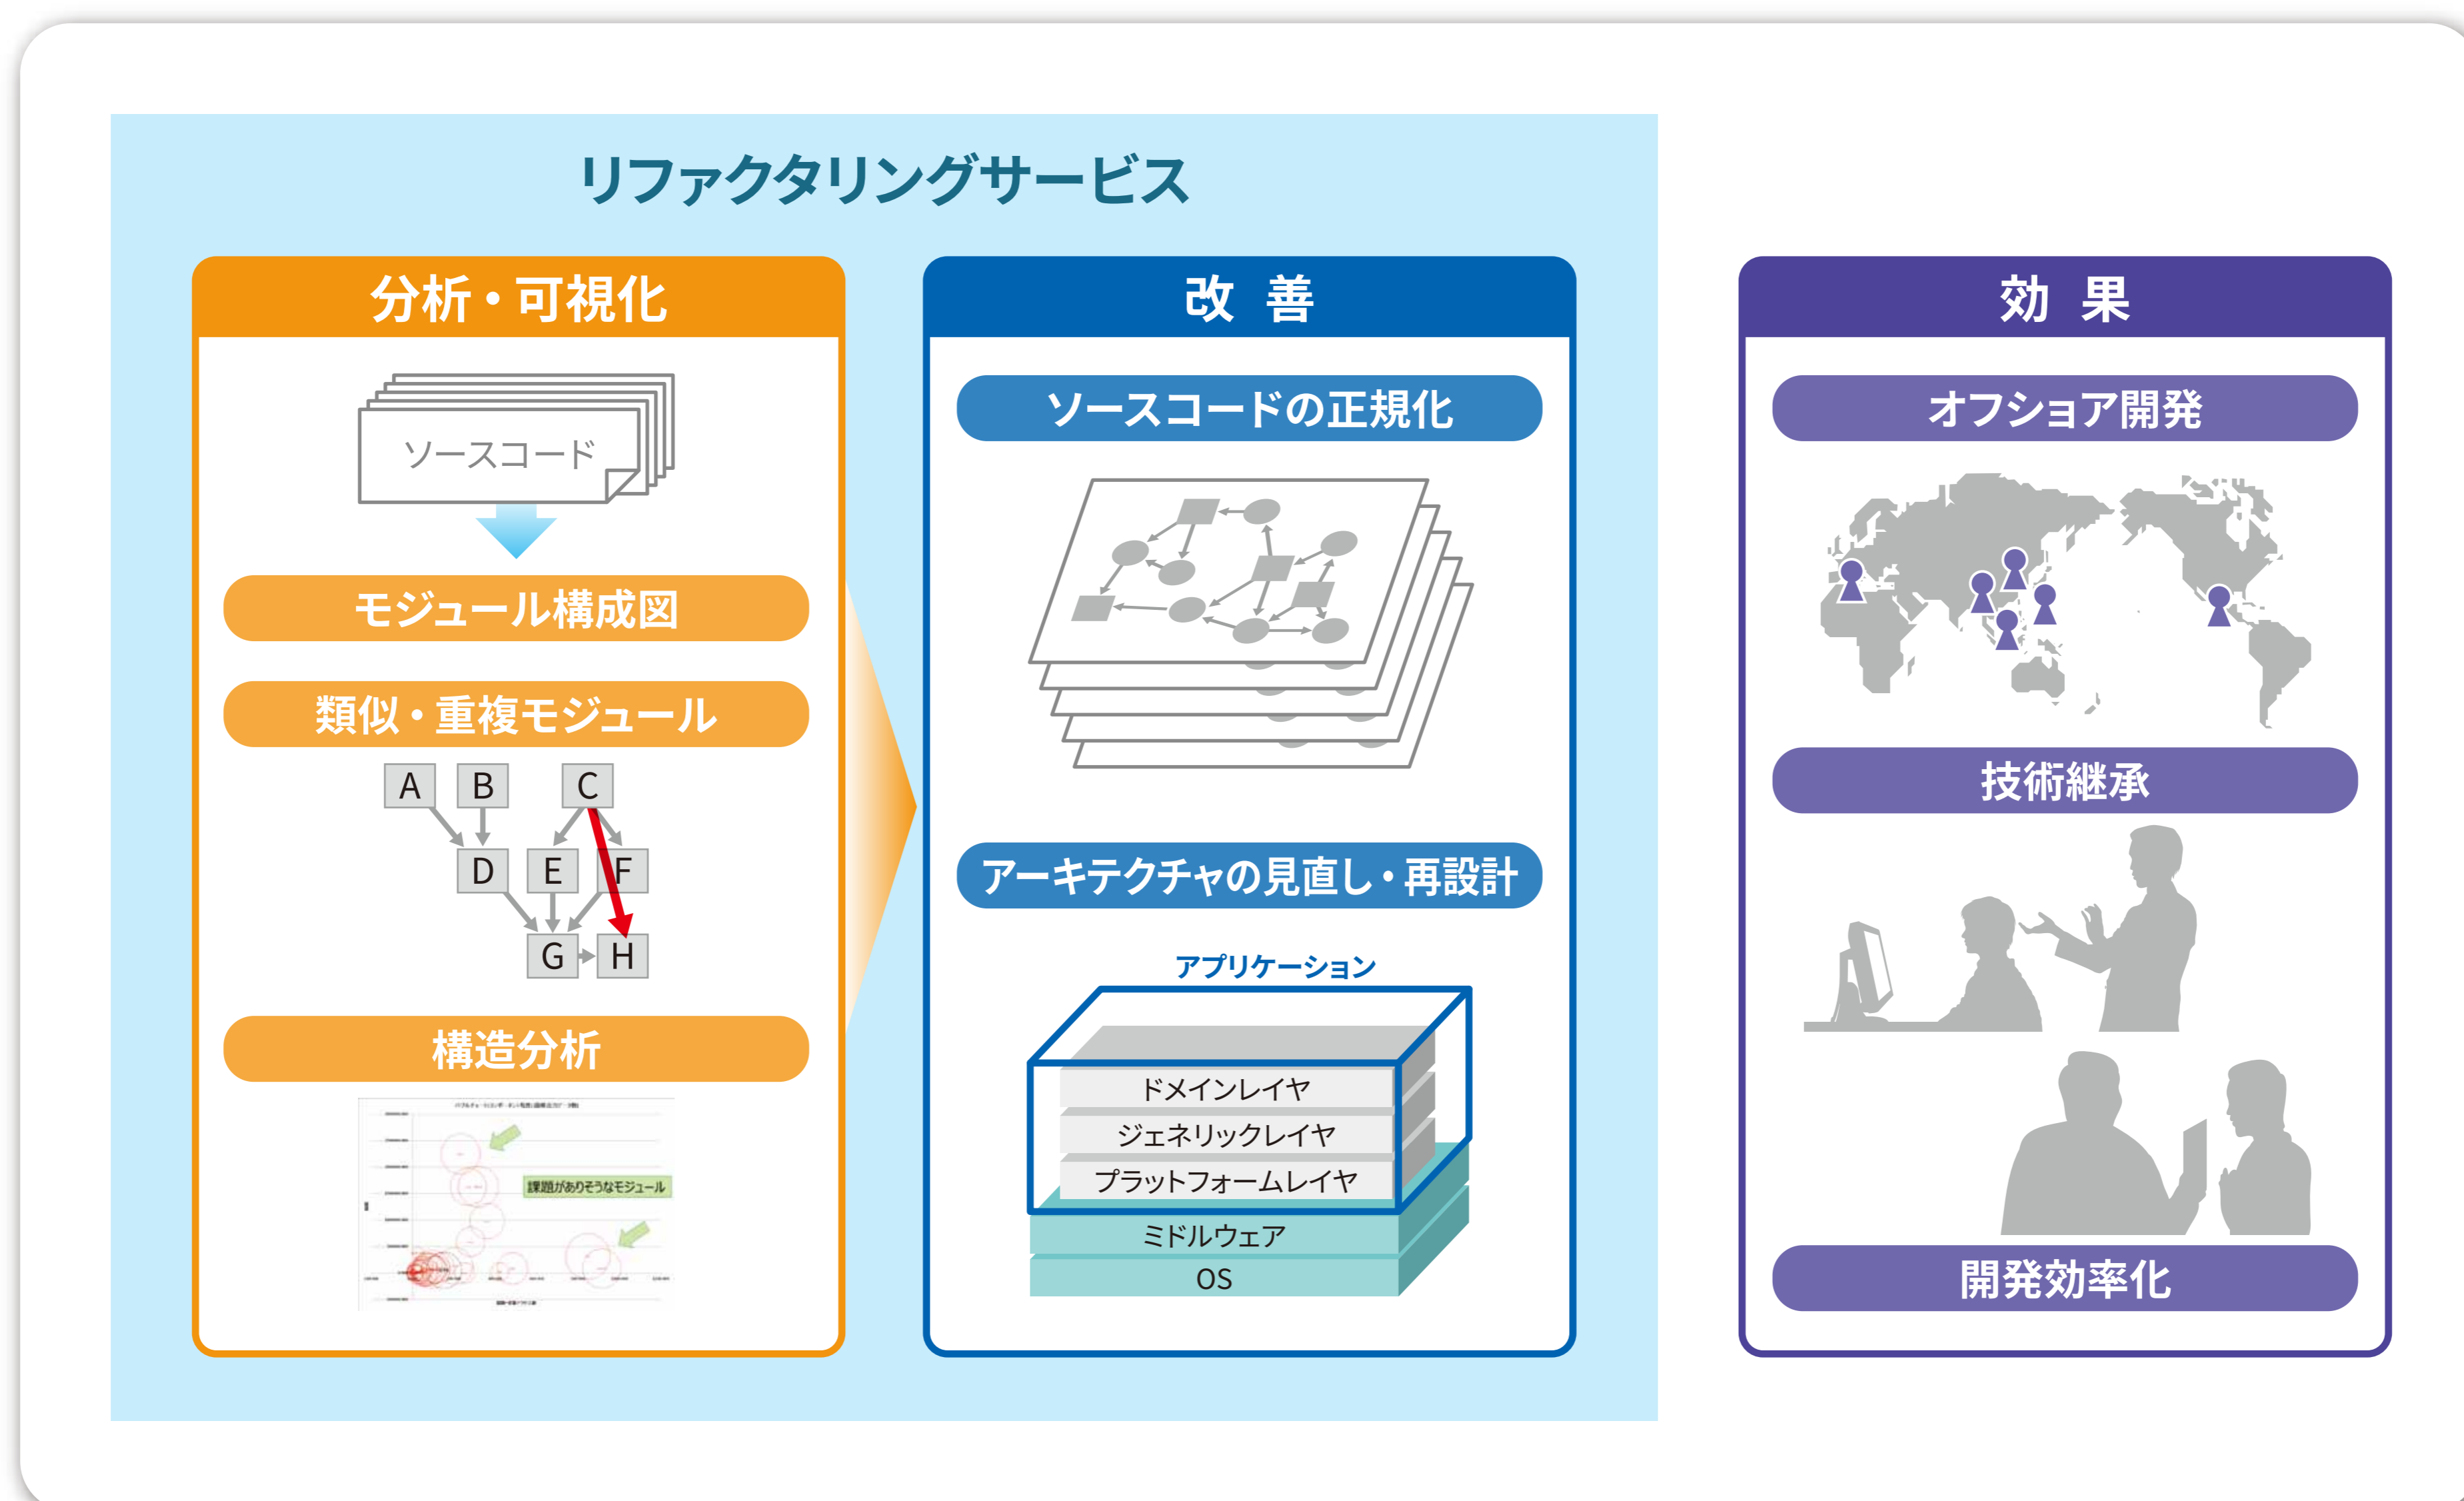 リファクタリングサービス
分析・可視化
ソースコード
モジュール構成図
類似・重複モジュール
A B C
D E F
G H
構造分析
課題がありそうなモジュール
改 善
ソースコードの正規化
アーキテクチャの見直し・再設計
アプリケーション
ドメインレイヤ
ジェネリックレイヤ
プラットフォームレイヤ
ミドルウェア
OS
効 果
オフショア開発
技術継承
開発効率化